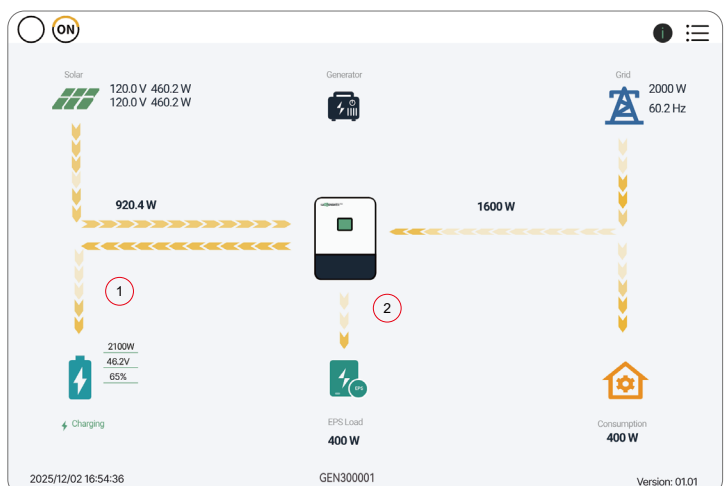 ON
i
Solar
120.0 V 460.2 W
120.0 V 460.2 W
Generator
Grid
2000 W
60.2 Hz
920.4 W
1600 W
1
2
2100W
46.2V
65%
EPS
Charging
EPS Load
400 W
Consumption
400 W
2025/12/02 16:54:36
GEN300001
Version: 01.01